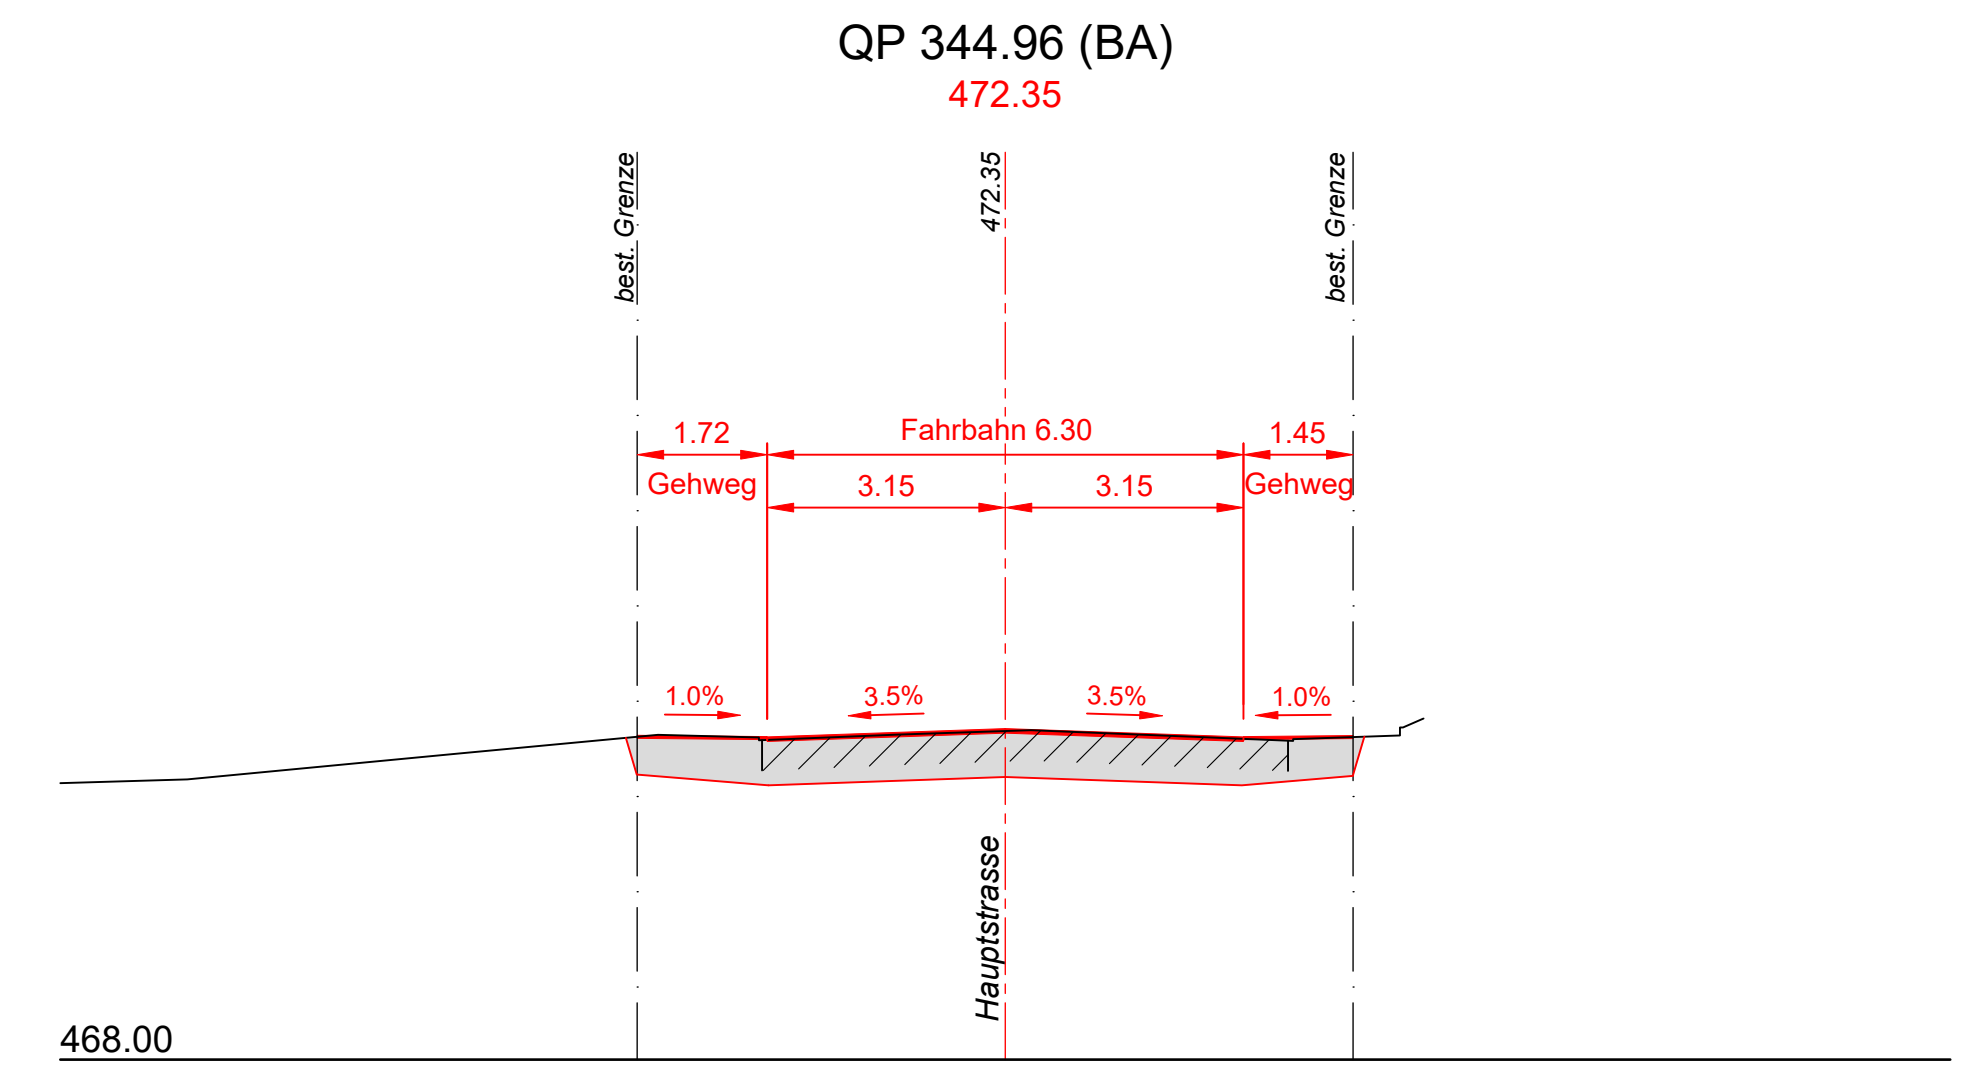 QP 344.96 (BA)
472.35
best. Grenze
472.35
best. Grenze
1.72
Fahrbahn 6.30
1.45
Gehweg
3.15
3.15
Gehweg
1.0%
3.5%
3.5%
1.0%
Hauptstrasse
468.00